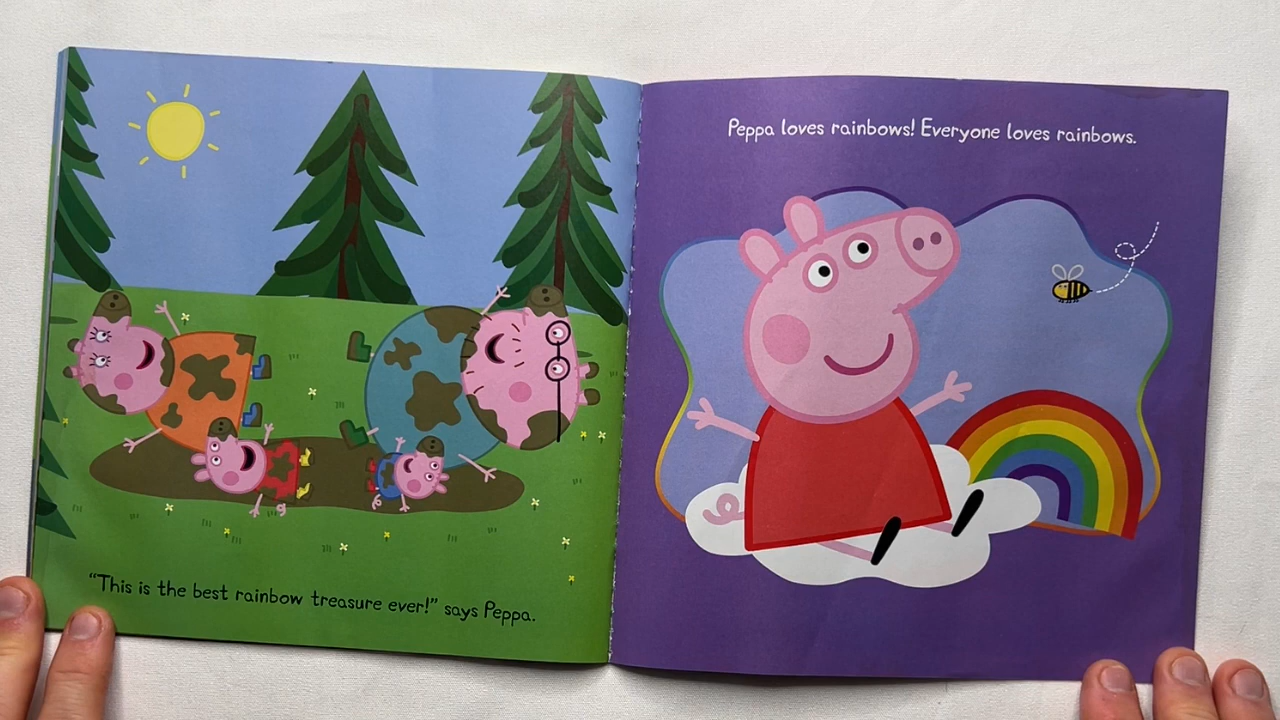 "This is the best rainbow treasure ever!" says Peppa.
Peppa loves rainbows! Everyone loves rainbows.